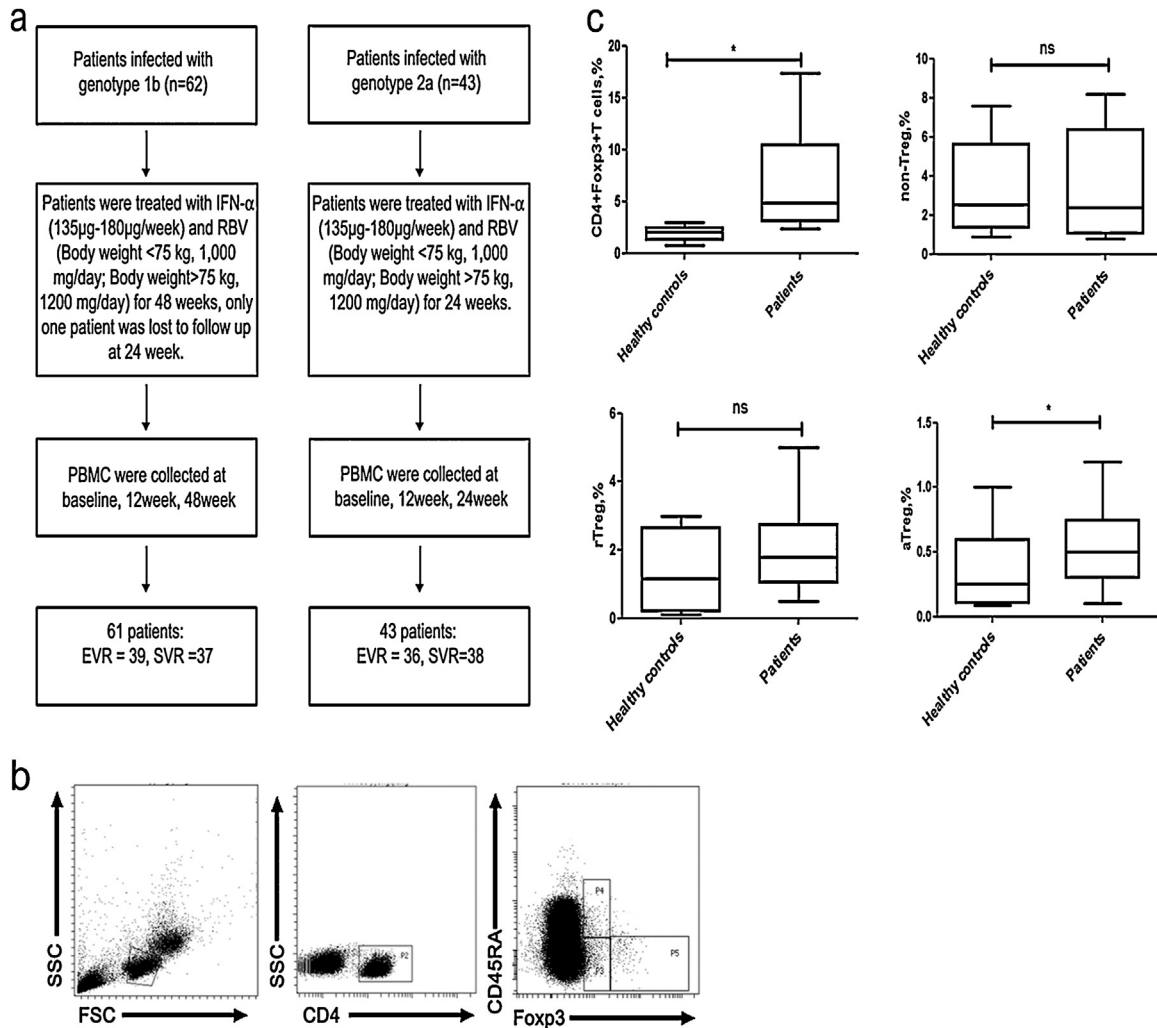 a
Patients infected with
genotype 1b (n=62)
Patients were treated with IFN-α
(135µg-180µg/week) and RBV
(Body weight <75 kg, 1,000
mg/day; Body weight>75 kg,
1200 mg/day) for 48 weeks, only
one patient was lost to follow up
at 24 week.
PBMC were collected at
baseline, 12week, 48week
61 patients:
EVR = 39, SVR=37
Patients infected with
genotype 2a (n=43)
Patients were treated with IFN-α
(135µg-180µg/week) and RBV
(Body weight <75 kg, 1,000
mg/day; Body weight >75 kg,
1200 mg/day) for 24 weeks.
PBMC were collected at
baseline, 12week, 24week
43 patients:
EVR = 36, SVR=38
c
CD4+Foxp3+T cells,%
20
15
10
5
0
*
Healthy controls
Patients
non-Treg,%
10
8
6
4
2
0
ns
Healthy controls
Patients
rTreg,%
6
4
2
0
ns
Healthy controls
Patients
aTreg,%
1.5
1.0
0.5
0.0
*
Healthy controls
Patients
b
SSC
FSC
SSC
P2
CD4
CD45RA
P4
P3
P5
Foxp3